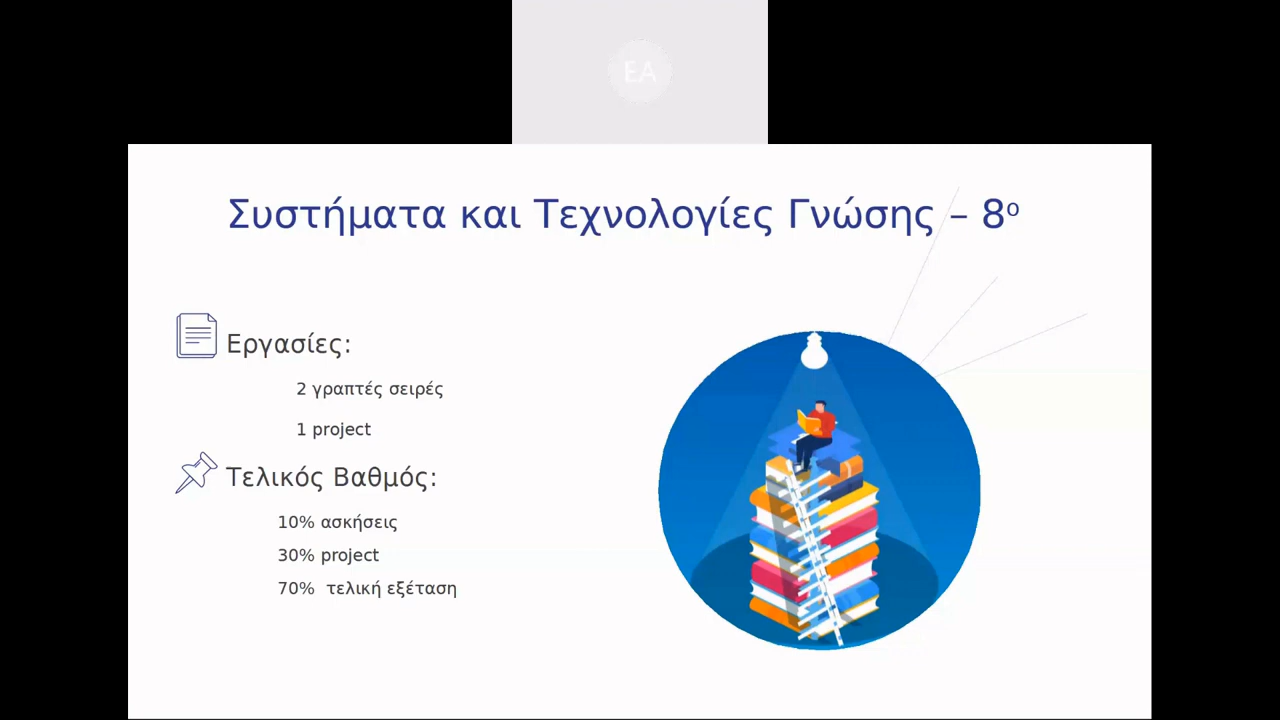 EA
Συστήματα και Τεχνολογίες Γνώσης – 8ο
Εργασίες:
2 γραπτές σειρές
1 project
Τελικός Βαθμός:
10% ασκήσεις
30% project
70% τελική εξέταση